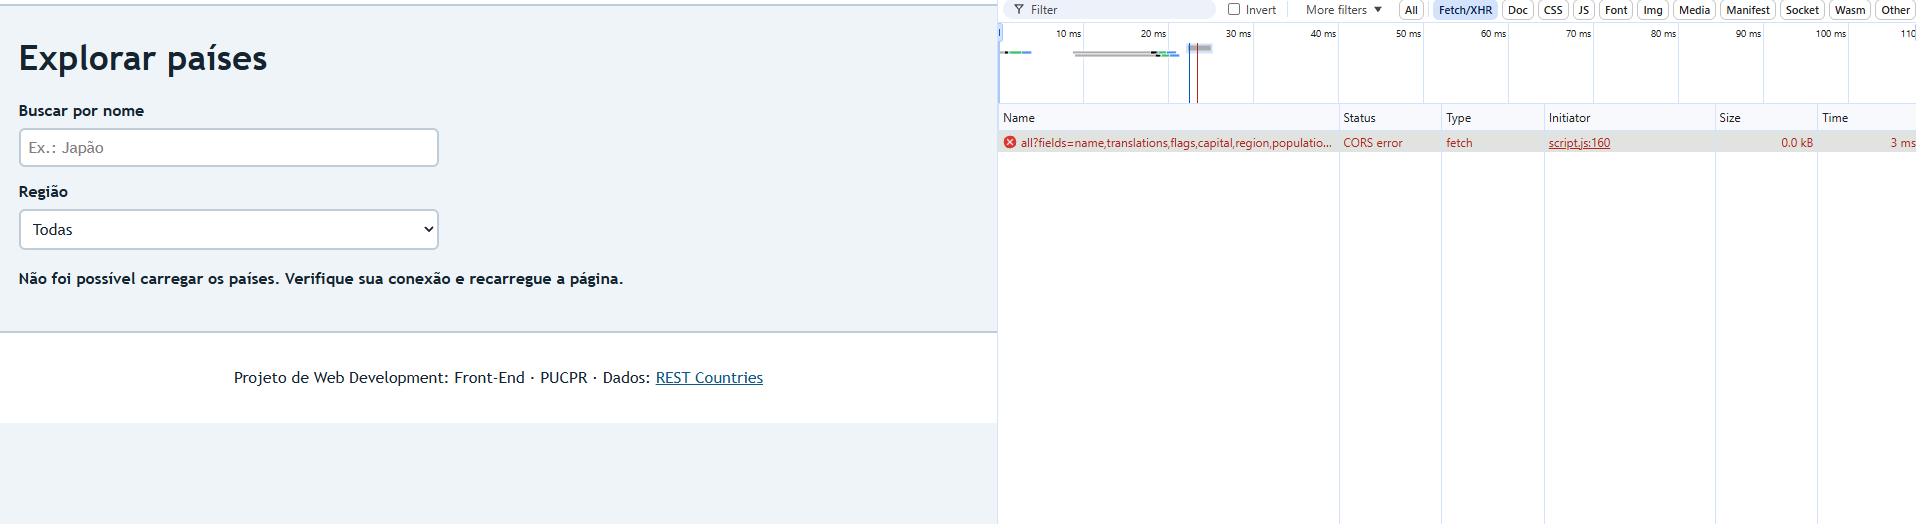 Explorar países
Buscar por nome
Ex.: Japão
Região
Todas
Não foi possível carregar os países. Verifique sua conexão e recarregue a página.
Projeto de Web Development: Front-End · PUCPR · Dados: REST Countries
Filter Invert More filters All Fetch/XHR Doc CSS JS Font Img Media Manifest Socket Wasm Other
10 ms 20 ms 30 ms 40 ms 50 ms 60 ms 70 ms 80 ms 90 ms 100 ms 110
Name Status Type Initiator Size Time
all?fields=name,translations,flags,capital,region,populatio... CORS error fetch script.js:160 0.0 kB 3 ms